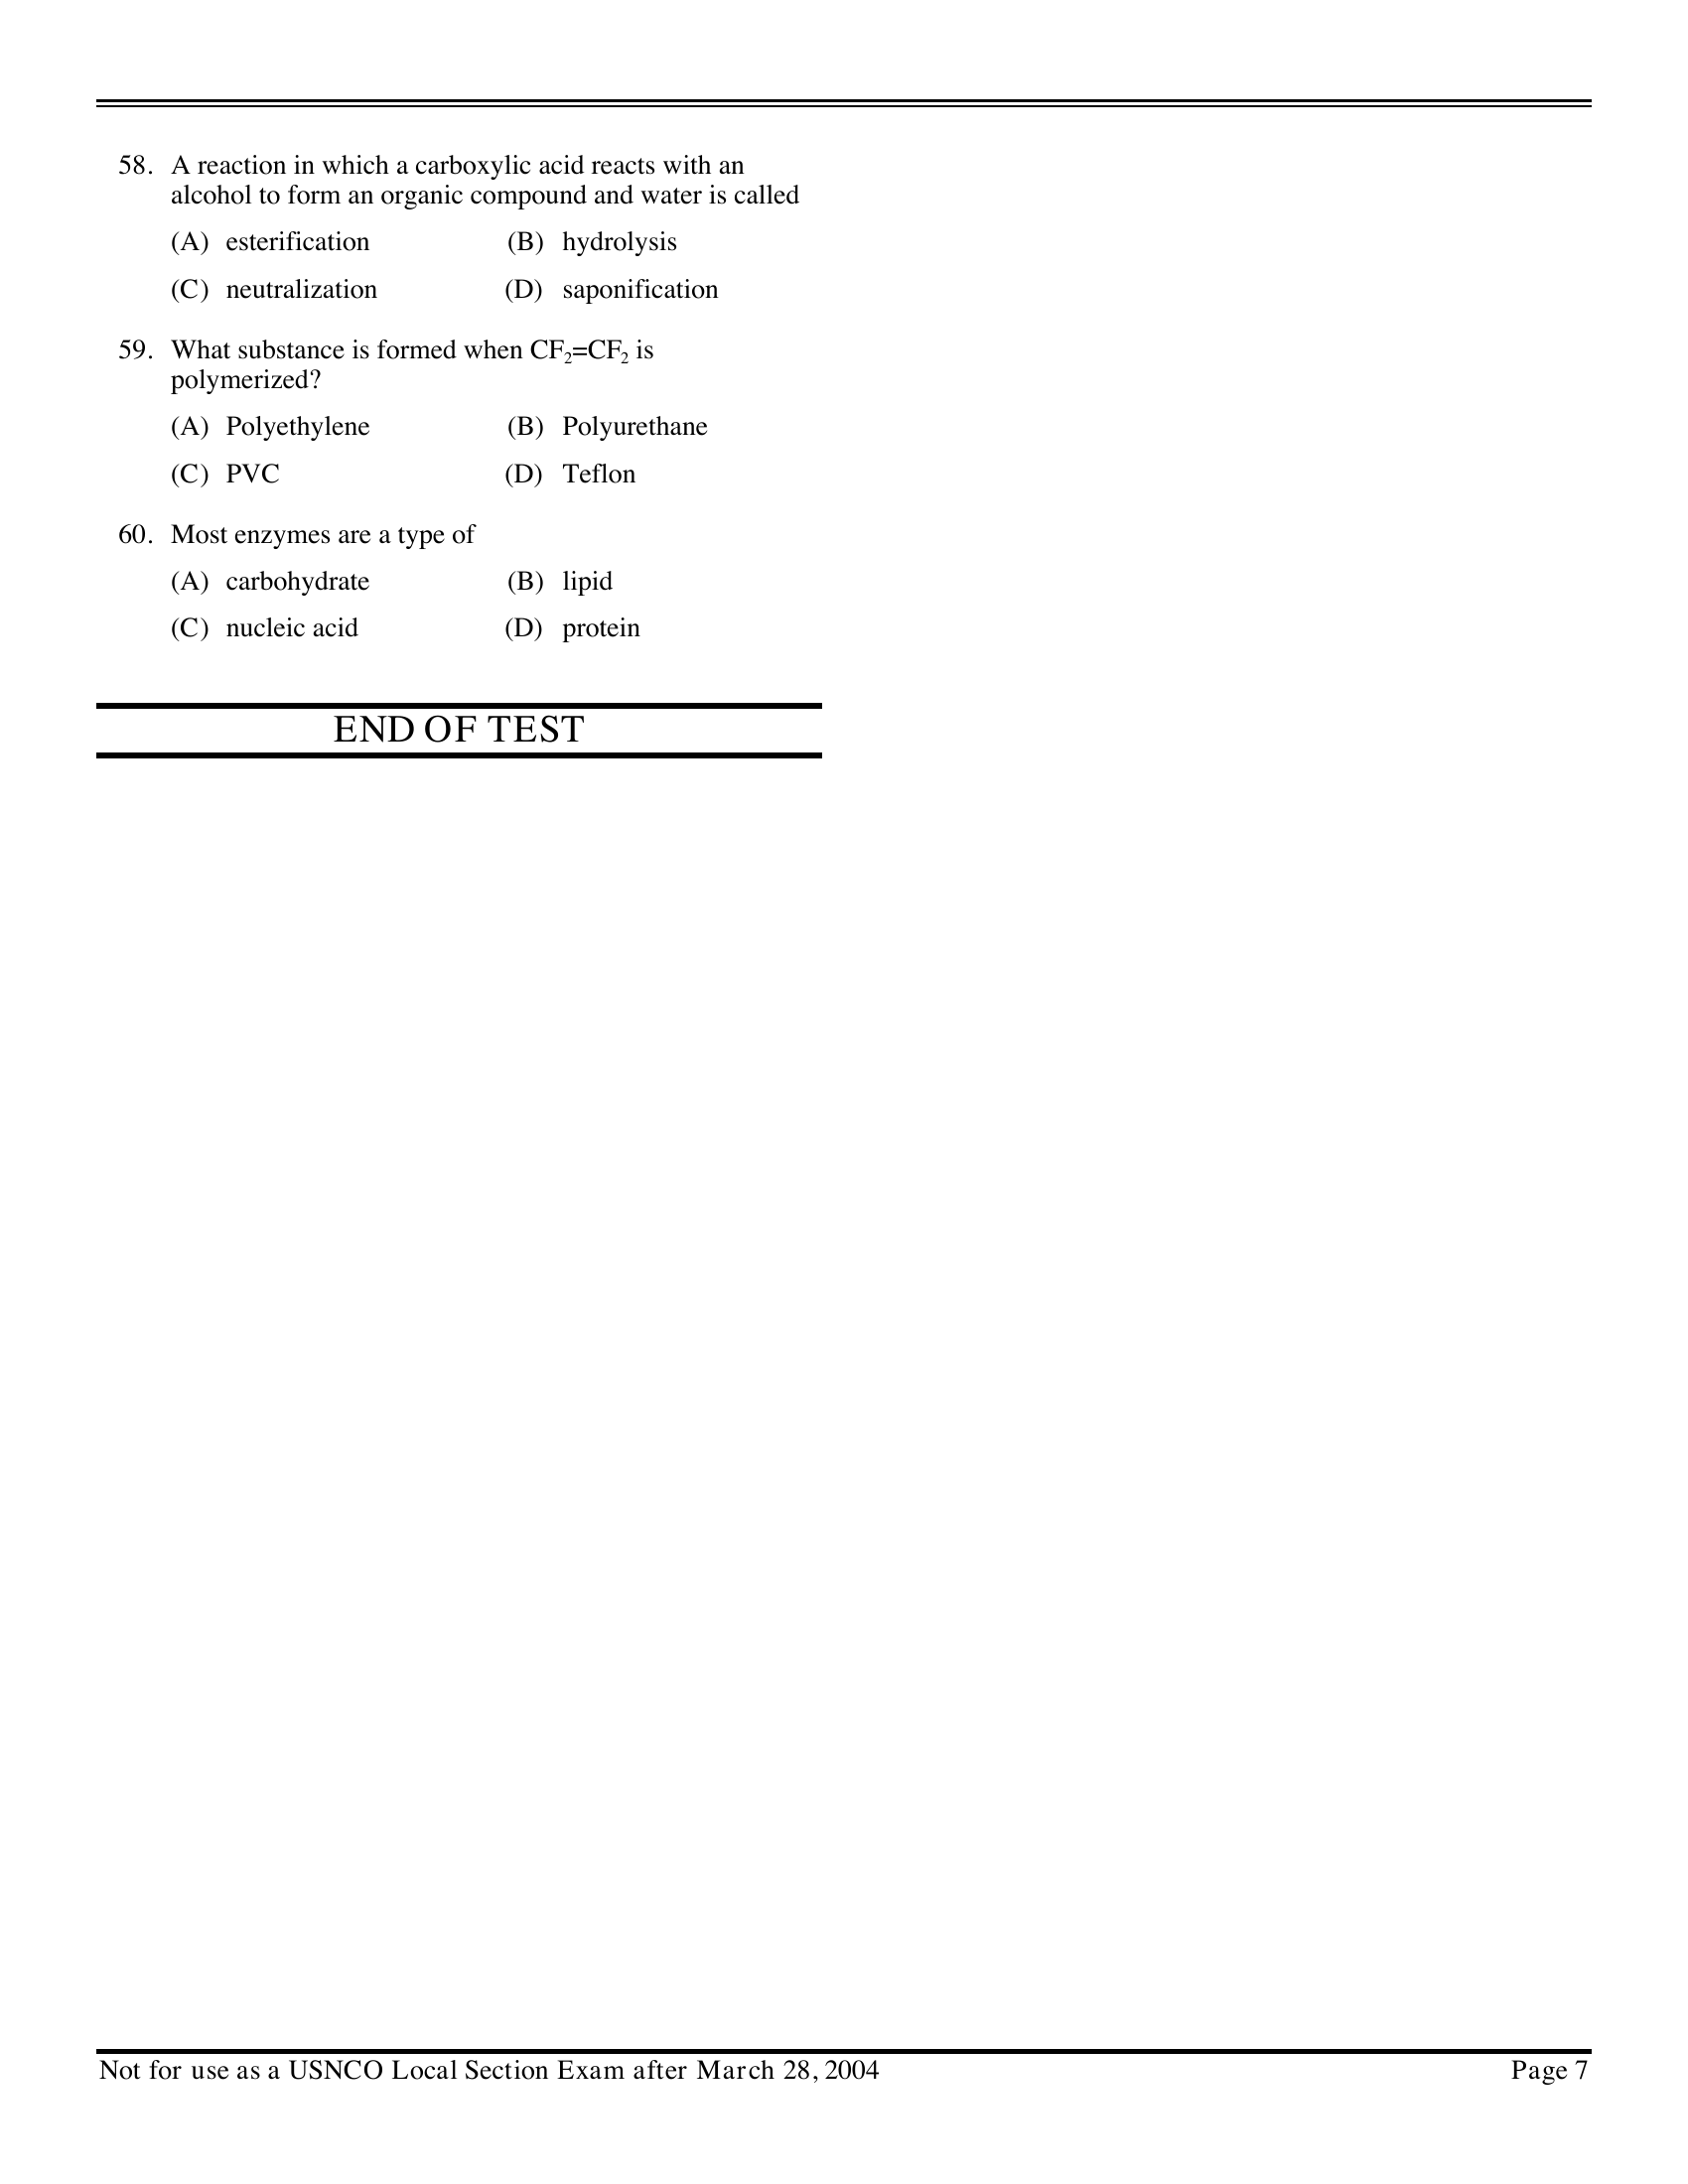 58. A reaction in which a carboxylic acid reacts with an
alcohol to form an organic compound and water is called
(A) esterification (B) hydrolysis
(C) neutralization (D) saponification
59. What substance is formed when CF₂=CF₂ is
polymerized?
(A) Polyethylene (B) Polyurethane
(C) PVC (D) Teflon
60. Most enzymes are a type of
(A) carbohydrate (B) lipid
(C) nucleic acid (D) protein
END OF TEST
Not for use as a USNCO Local Section Exam after March 28, 2004 Page 7